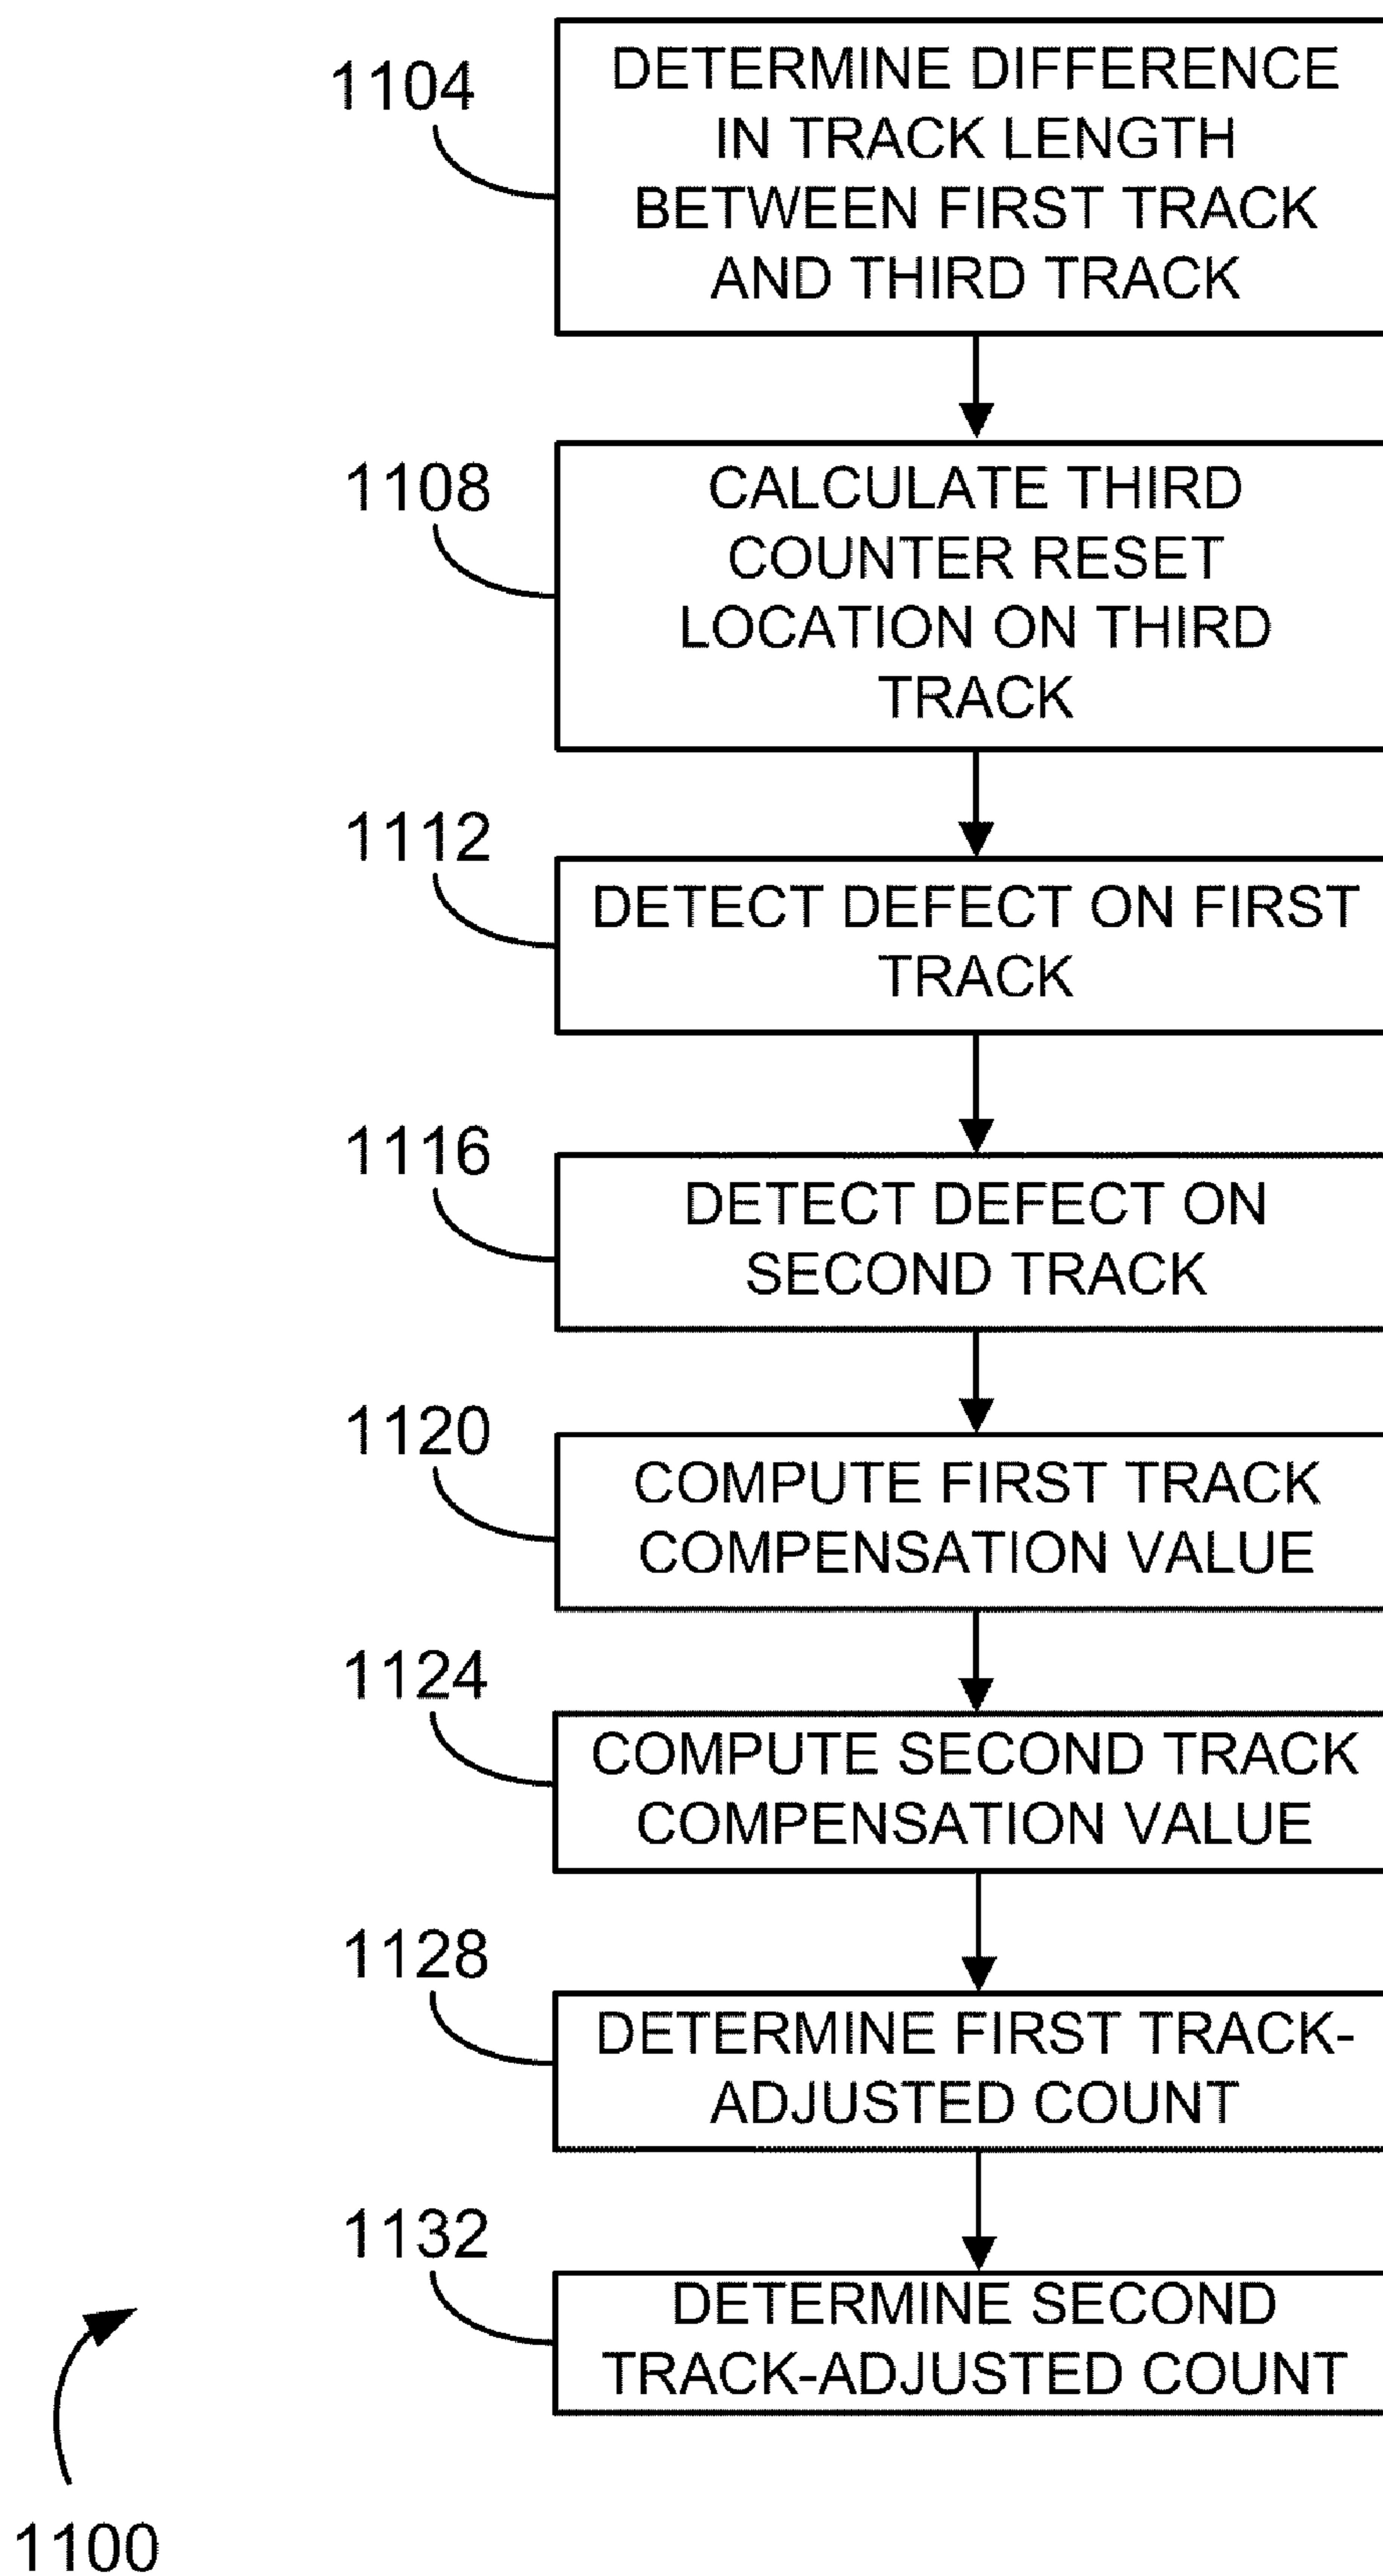 1104
DETERMINE DIFFERENCE
IN TRACK LENGTH
BETWEEN FIRST TRACK
AND THIRD TRACK
1108
CALCULATE THIRD
COUNTER RESET
LOCATION ON THIRD
TRACK
1112
DETECT DEFECT ON FIRST
TRACK
1116
DETECT DEFECT ON
SECOND TRACK
1120
COMPUTE FIRST TRACK
COMPENSATION VALUE
1124
COMPUTE SECOND TRACK
COMPENSATION VALUE
1128
DETERMINE FIRST TRACK-
ADJUSTED COUNT
1132
DETERMINE SECOND
TRACK-ADJUSTED COUNT
1100